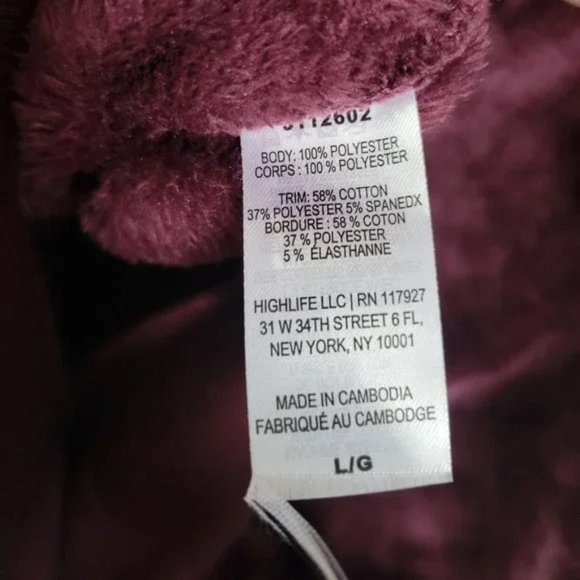 BODY: 100% POLYESTER
CORPS: 100 % POLYESTER
TRIM: 58% COTTON
37% POLYESTER 5% SPANEDX
BORDURE : 58 % COTON
37 % POLYESTER
5 % ÉLASTHANNE
HIGHLIFE LLC | RN 117927
31 W 34TH STREET 6 FL,
NEW YORK, NY 10001
MADE IN CAMBODIA
FABRIQUÉ AU CAMBODGE
L/G